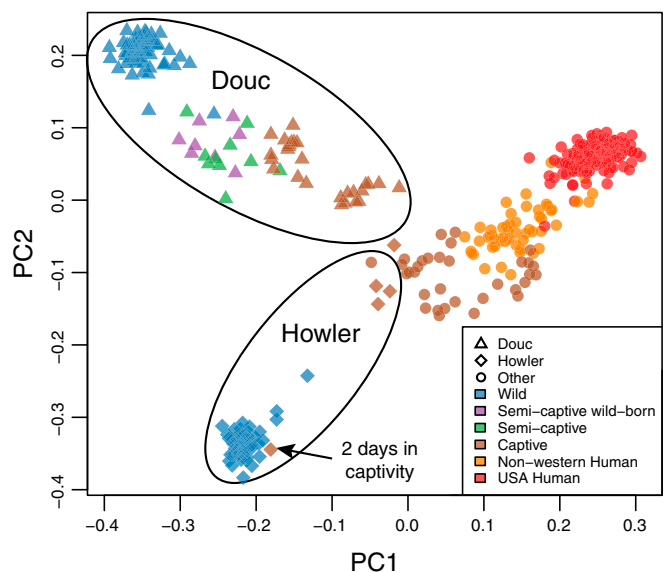 0.2
0.1
0.0
−0.1
−0.2
−0.3
−0.4
PC2
Douc
Howler
2 days in
captivity
Douc
Howler
Other
Wild
Semi-captive wild-born
Semi-captive
Captive
Non-western Human
USA Human
−0.4 −0.3 −0.2 −0.1 0.0 0.1 0.2 0.3
PC1